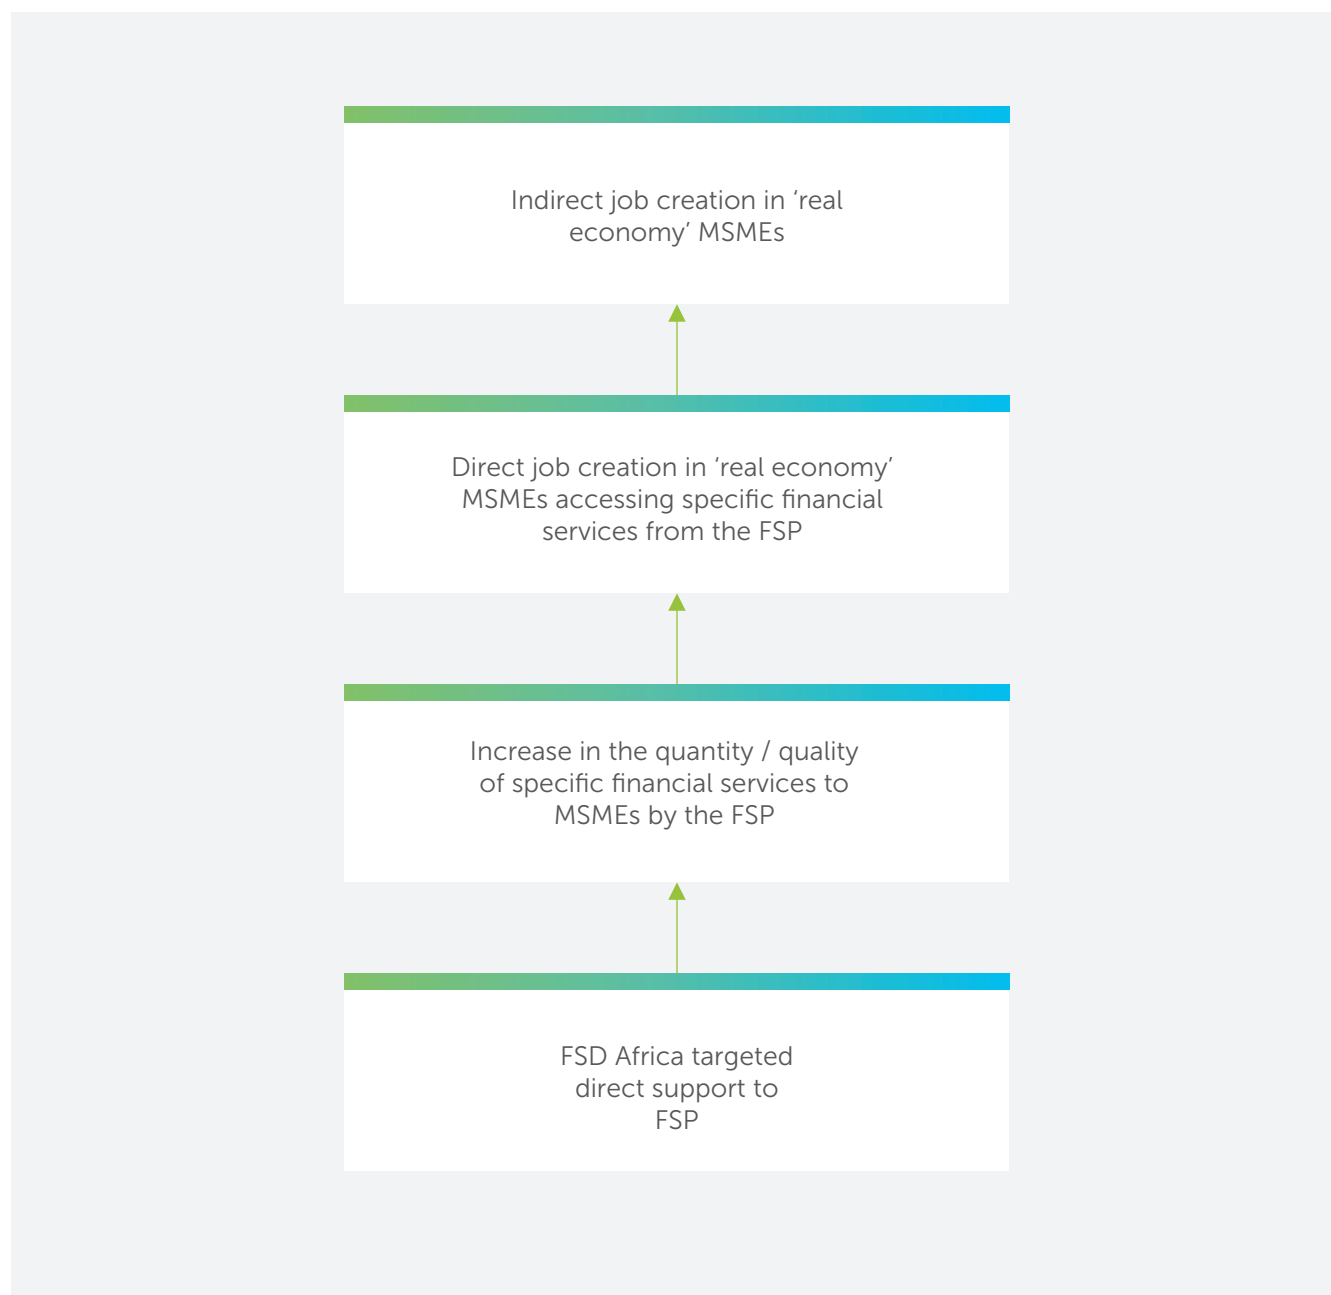 Indirect job creation in ‘real
economy’ MSMEs
Direct job creation in ‘real economy’
MSMEs accessing specific financial
services from the FSP
Increase in the quantity / quality
of specific financial services to
MSMEs by the FSP
FSD Africa targeted
direct support to
FSP